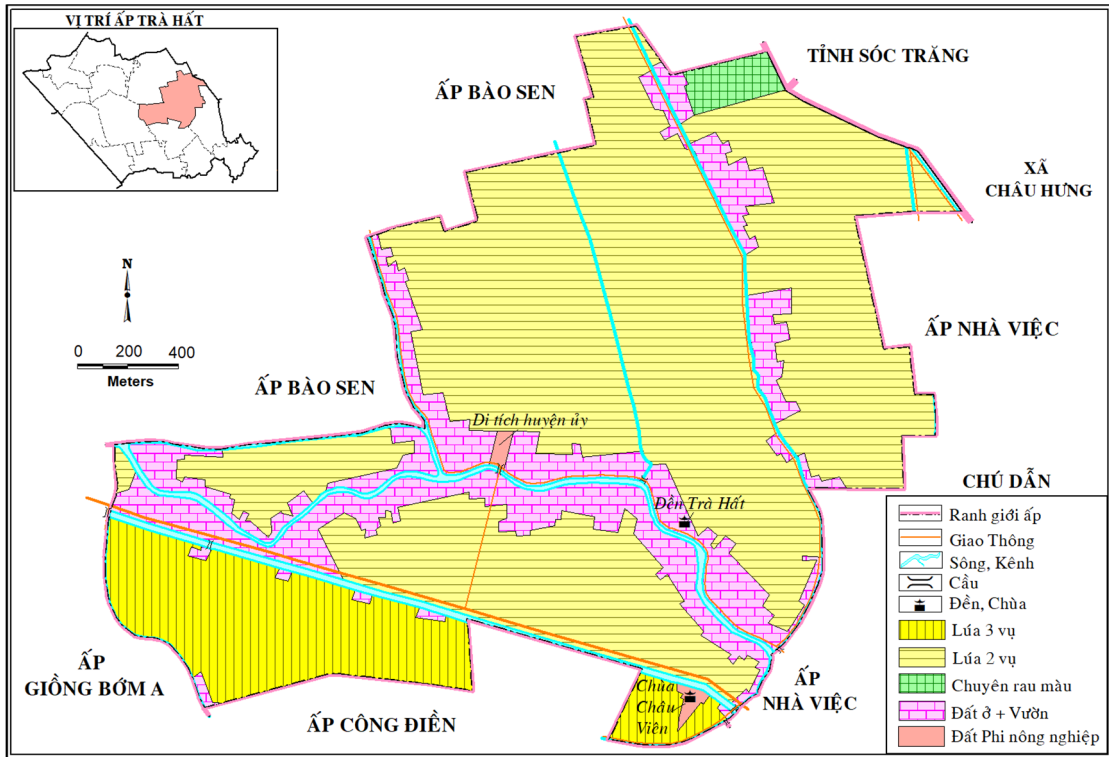 VỊ TRÍ ẤP TRÀ HẤT
TỈNH SÓC TRĂNG
ẤP BÀO SEN
XÃ
CHÂU HƯNG
N
ẤP NHÀ VIỆC
0 200 400
Meters
ẤP BÀO SEN
Di tích huyện ủy
Đền Trà Hất
CHÚ DẪN
Ranh giới ấp
Giao Thông
Sông, Kênh
Cầu
Đền, Chùa
Lúa 3 vụ
Lúa 2 vụ
Chuyên rau màu
Đất ở + Vườn
Đất Phi nông nghiệp
ẤP
GIỒNG BỚM A
ẤP CÔNG ĐIỀN
Chùa
Châu
Viên
ẤP
NHÀ VIỆC